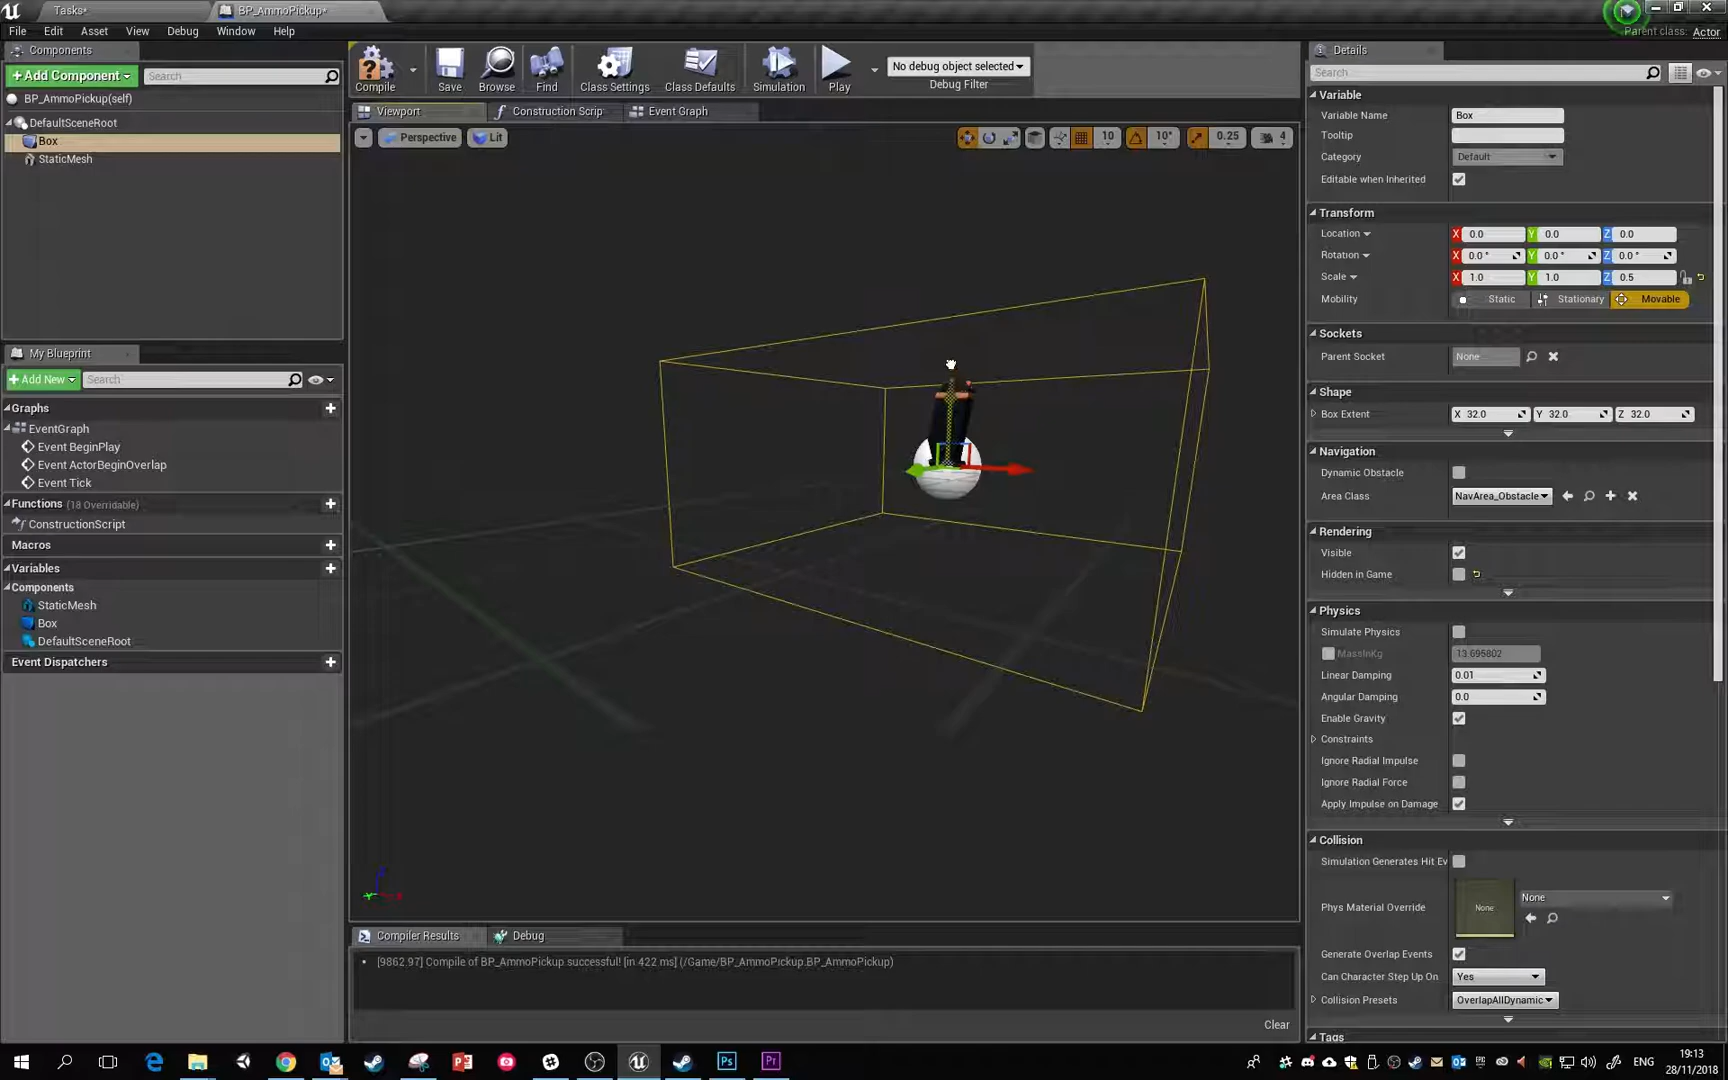 Tasks*
BP_AmmoPickup*
File Edit Asset View Debug Window Help
Parent class: Actor
Components
+Add Component
Search
BP_AmmoPickup(self)
DefaultSceneRoot
Box
StaticMesh
My Blueprint
+Add New
Search
Graphs
EventGraph
Event BeginPlay
Event ActorBeginOverlap
Event Tick
Functions (18 Overridable)
ConstructionScript
Macros
Variables
Components
StaticMesh
Box
DefaultSceneRoot
Event Dispatchers
Compile Save Browse Find Class Settings Class Defaults Simulation Play
No debug object selected
Debug Filter
Viewport Construction Scrip Event Graph
Perspective Lit
10 10° 0.25 4
Compiler Results Debug
[9862.97] Compile of BP_AmmoPickup successful! [in 422 ms] (/Game/BP_AmmoPickup.BP_AmmoPickup)
Clear
Details
Search
Variable
Variable Name Box
Tooltip
Category Default
Editable when Inherited
Transform
Location X 0.0 Y 0.0 Z 0.0
Rotation X 0.0 ° Y 0.0 ° Z 0.0 °
Scale X 1.0 Y 1.0 Z 0.5
Mobility Static Stationary Movable
Sockets
Parent Socket None
Shape
Box Extent X 32.0 Y 32.0 Z 32.0
Navigation
Dynamic Obstacle
Area Class NavArea_Obstacle
Rendering
Visible
Hidden in Game
Physics
Simulate Physics
MassInKg 13.695802
Linear Damping 0.01
Angular Damping 0.0
Enable Gravity
Constraints
Ignore Radial Impulse
Ignore Radial Force
Apply Impulse on Damage
Collision
Simulation Generates Hit Ev
Phys Material Override None None
Generate Overlap Events
Can Character Step Up On Yes
Collision Presets OverlapAllDynamic
Tags
ENG
19:13
28/11/2018